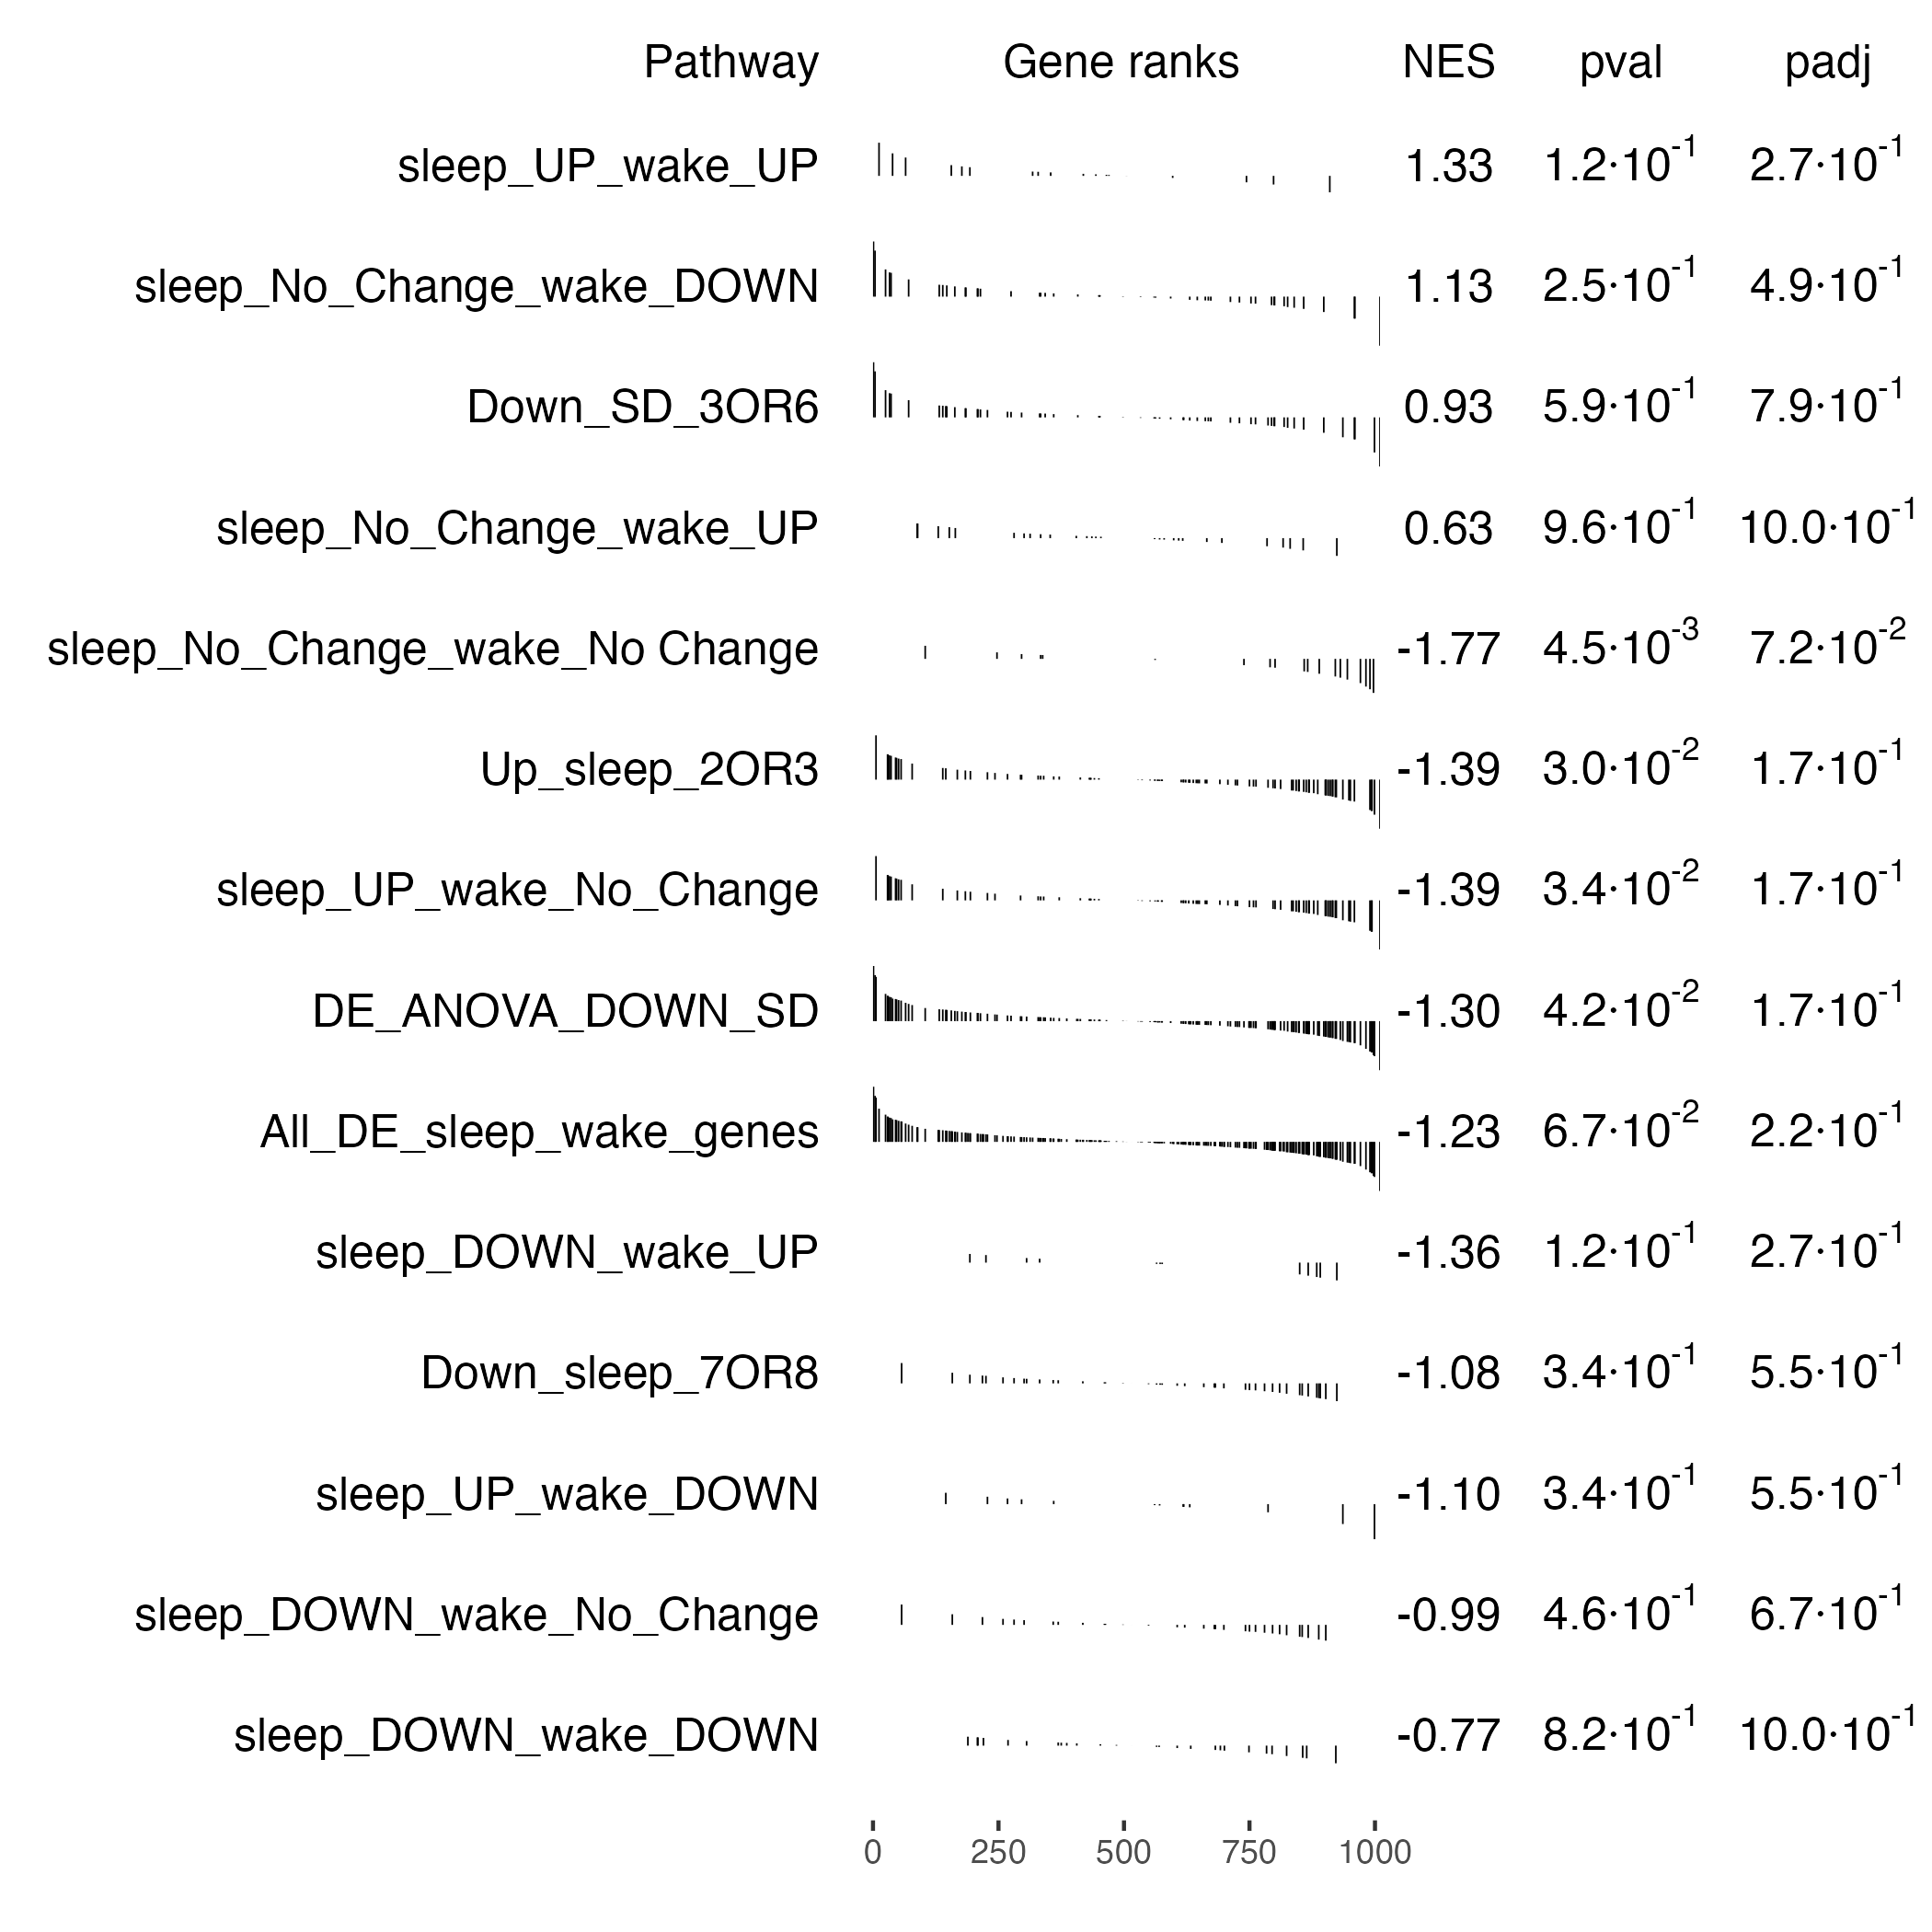 Pathway Gene ranks NES pval padj
sleep_UP_wake_UP 1.33 1.2·10⁻¹ 2.7·10⁻¹
sleep_No_Change_wake_DOWN 1.13 2.5·10⁻¹ 4.9·10⁻¹
Down_SD_3OR6 0.93 5.9·10⁻¹ 7.9·10⁻¹
sleep_No_Change_wake_UP 0.63 9.6·10⁻¹ 10.0·10⁻¹
sleep_No_Change_wake_No Change -1.77 4.5·10⁻³ 7.2·10⁻²
Up_sleep_2OR3 -1.39 3.0·10⁻² 1.7·10⁻¹
sleep_UP_wake_No_Change -1.39 3.4·10⁻² 1.7·10⁻¹
DE_ANOVA_DOWN_SD -1.30 4.2·10⁻² 1.7·10⁻¹
All_DE_sleep_wake_genes -1.23 6.7·10⁻² 2.2·10⁻¹
sleep_DOWN_wake_UP -1.36 1.2·10⁻¹ 2.7·10⁻¹
Down_sleep_7OR8 -1.08 3.4·10⁻¹ 5.5·10⁻¹
sleep_UP_wake_DOWN -1.10 3.4·10⁻¹ 5.5·10⁻¹
sleep_DOWN_wake_No_Change -0.99 4.6·10⁻¹ 6.7·10⁻¹
sleep_DOWN_wake_DOWN -0.77 8.2·10⁻¹ 10.0·10⁻¹
0 250 500 750 1000